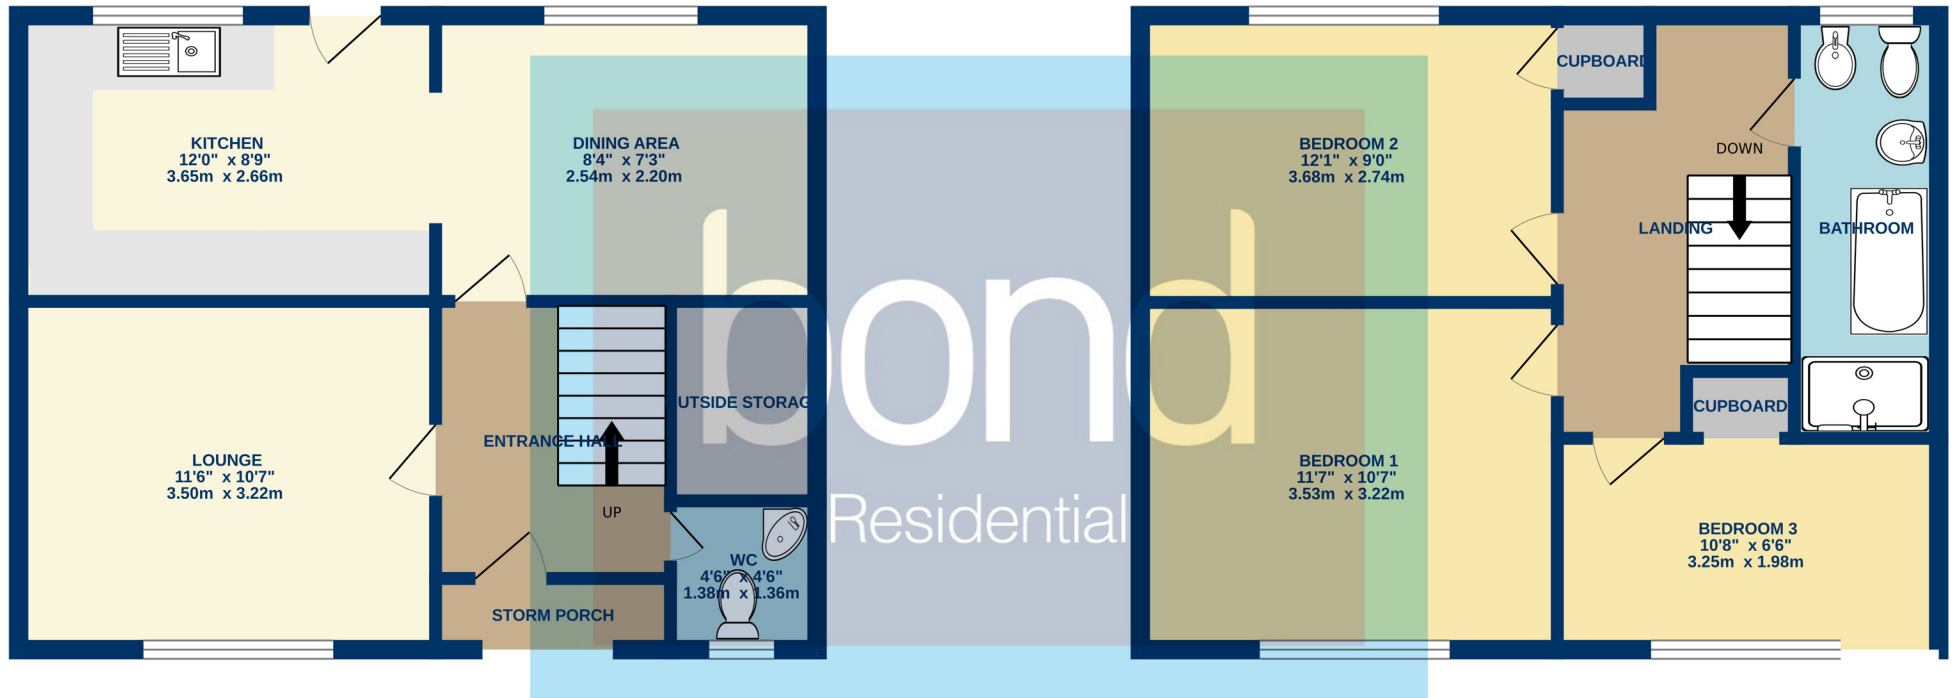 KITCHEN
12'0" x 8'9"
3.65m x 2.66m
DINING AREA
8'4" x 7'3"
2.54m x 2.20m
LOUNGE
11'6" x 10'7"
3.50m x 3.22m
ENTRANCE HALL
UP
UTSIDE STORAG
WC
4'6" x 4'6"
1.38m x 1.36m
STORM PORCH
bond
Residential
BEDROOM 2
12'1" x 9'0"
3.68m x 2.74m
CUPBOARD
DOWN
LANDING
BATHROOM
CUPBOARD
BEDROOM 1
11'7" x 10'7"
3.53m x 3.22m
BEDROOM 3
10'8" x 6'6"
3.25m x 1.98m